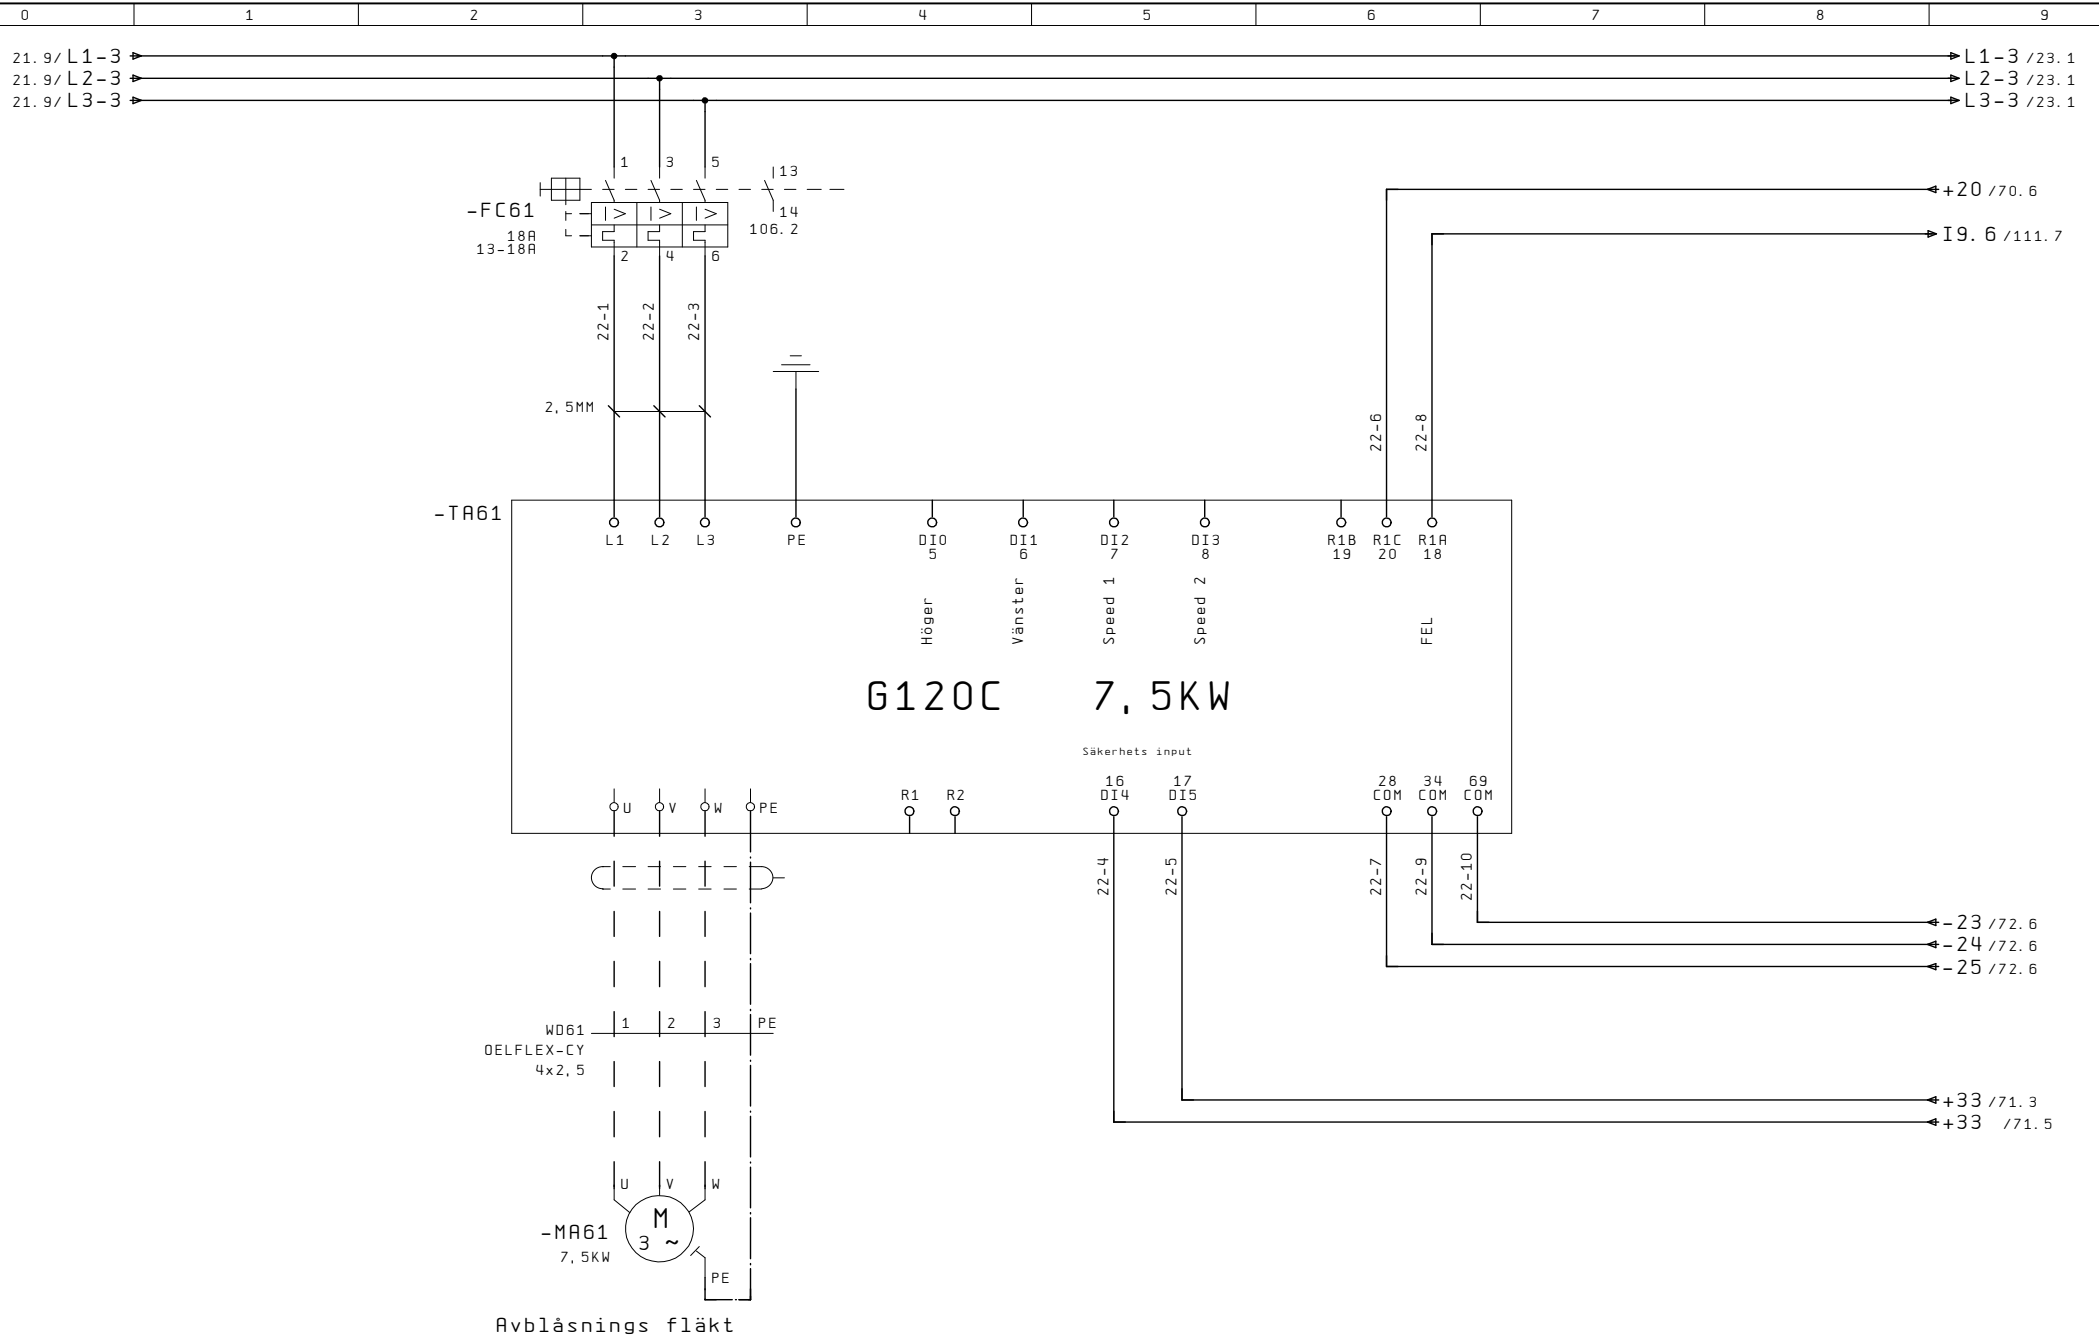 0 1 2 3 4 5 6 7 8 9
21.9/ L1-3 L1-3 /23.1
21.9/ L2-3 L2-3 /23.1
21.9/ L3-3 L3-3 /23.1
1 3 5 13
+20 /70.6
-FC61 14
18A 106.2
13-18A
I9.6 /111.7
2 4 6
22-1 22-2 22-3
2,5MM
22-6 22-8
-TA61
L1 L2 L3 PE DI0 DI1 DI2 DI3 R1B R1C R1A
5 6 7 8 19 20 18
Höger Vänster Speed 1 Speed 2 FEL
G120C 7,5KW
Säkerhets input
16 17 28 34 69
R1 R2 DI4 DI5 COM COM COM
U V W PE
22-4 22-5 22-7 22-9 22-10
-23 /72.6
-24 /72.6
-25 /72.6
WD61 1 2 3 PE
OELFLEX-CY
4x2,5
+33 /71.3
+33 /71.5
U V W
M
-MA61 3 ~
7,5KW
PE
Avblåsnings fläkt